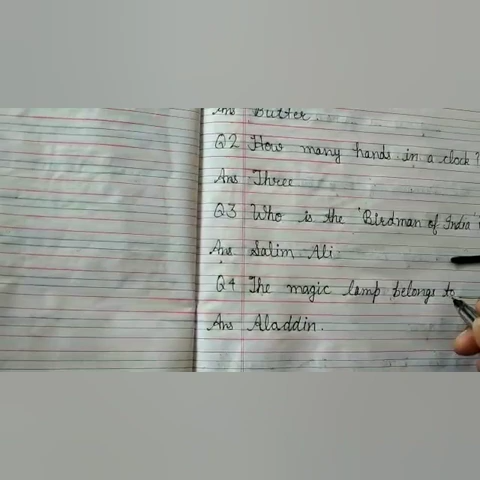 Ans Butter.
Q2 How many hands in a clock?
Ans Three
Q3 Who is the 'Birdman of India'
Ans Salim Ali
Q4 The magic lamp belongs to
Ans Aladdin.